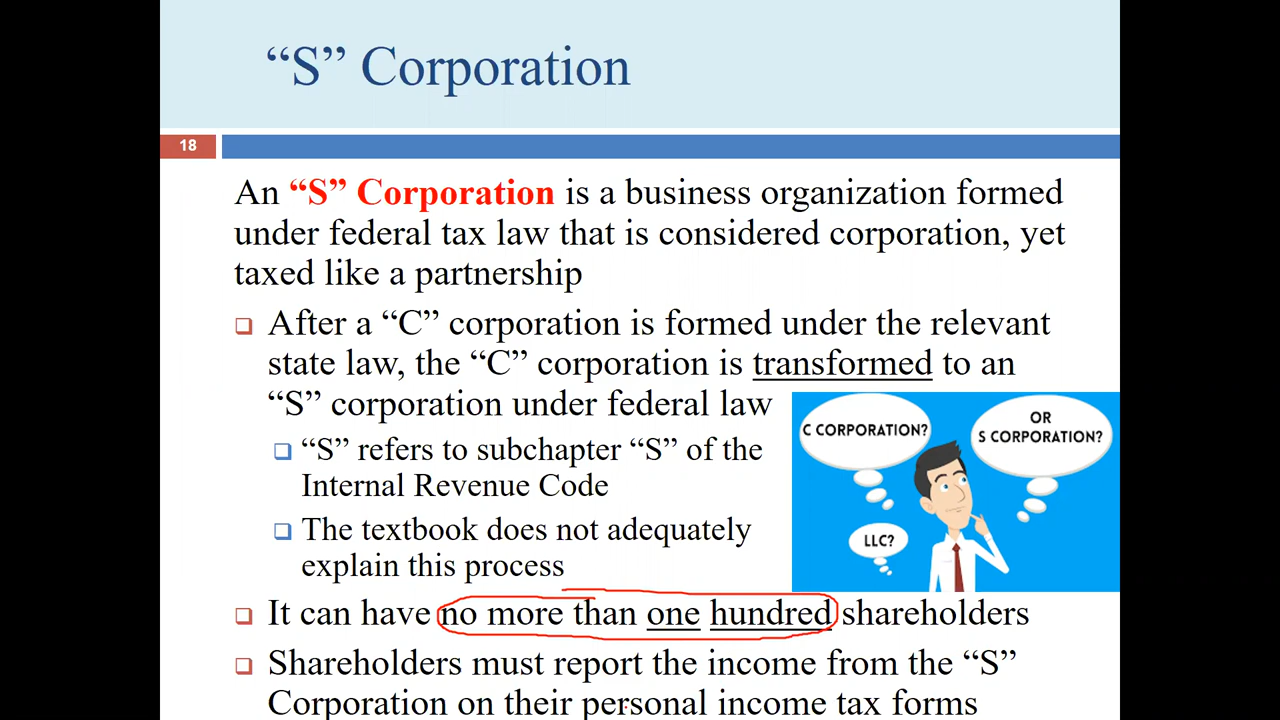 “S” Corporation
18
An “S” Corporation is a business organization formed
under federal tax law that is considered corporation, yet
taxed like a partnership
After a “C” corporation is formed under the relevant
state law, the “C” corporation is transformed to an
“S” corporation under federal law
“S” refers to subchapter “S” of the
Internal Revenue Code
The textbook does not adequately
explain this process
C CORPORATION?
OR
S CORPORATION?
LLC?
It can have no more than one hundred shareholders
Shareholders must report the income from the “S”
Corporation on their personal income tax forms